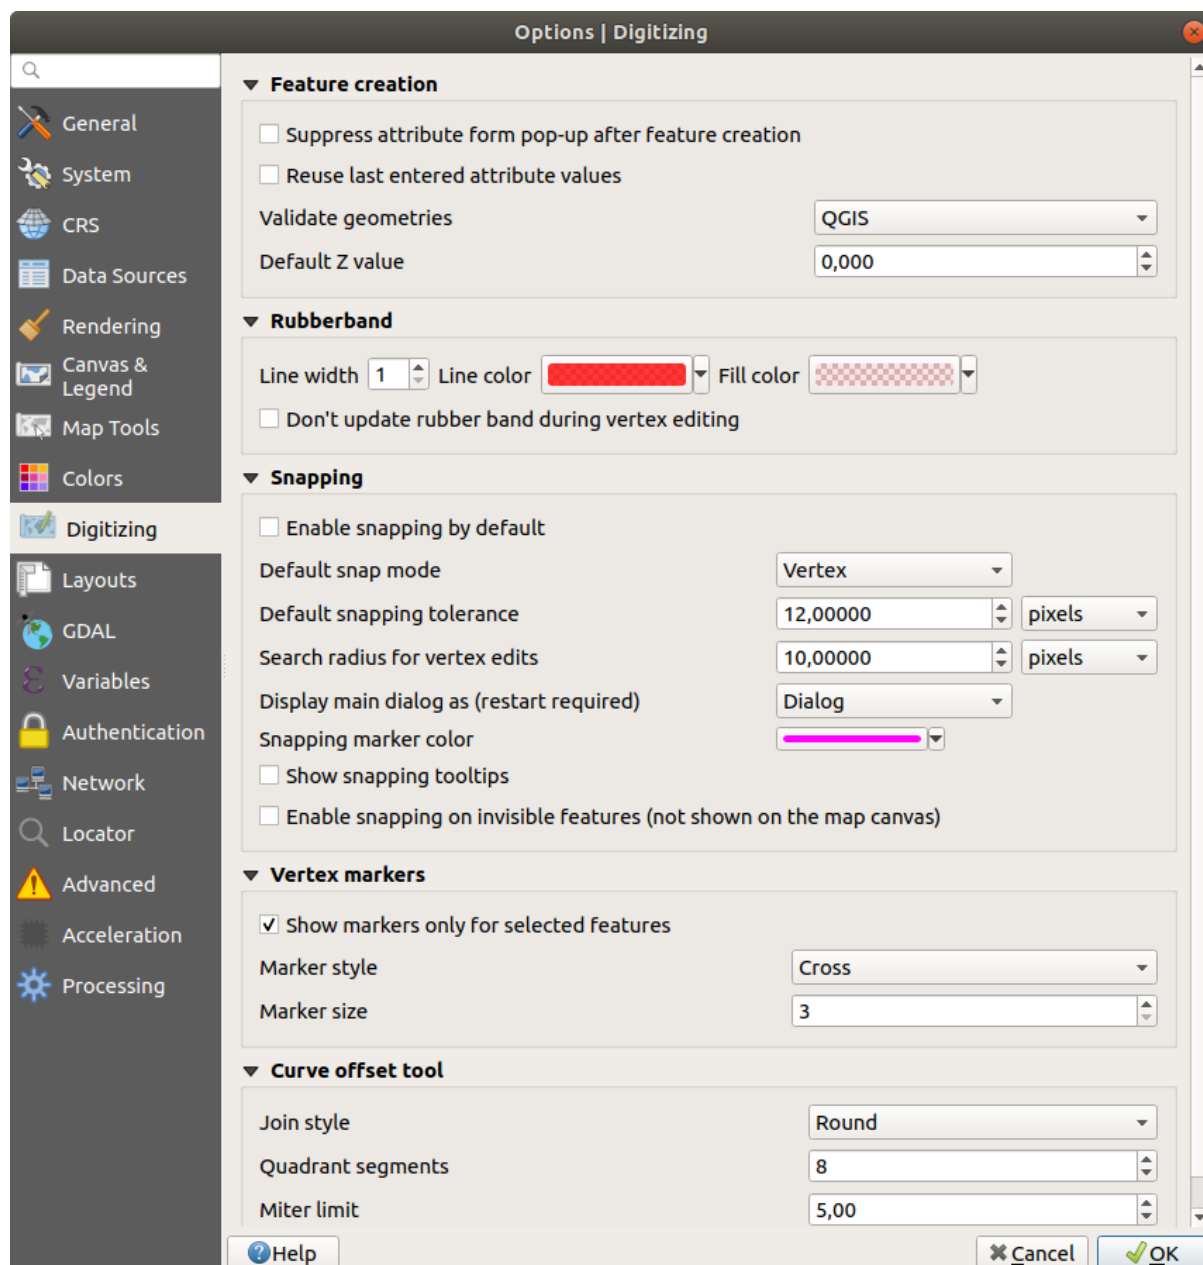 Options | Digitizing
General
System
CRS
Data Sources
Rendering
Canvas &
Legend
Map Tools
Colors
Digitizing
Layouts
GDAL
Variables
Authentication
Network
Locator
Advanced
Acceleration
Processing
Feature creation
Suppress attribute form pop-up after feature creation
Reuse last entered attribute values
Validate geometries QGIS
Default Z value 0,000
Rubberband
Line width 1 Line color Fill color
Don't update rubber band during vertex editing
Snapping
Enable snapping by default
Default snap mode Vertex
Default snapping tolerance 12,00000 pixels
Search radius for vertex edits 10,00000 pixels
Display main dialog as (restart required) Dialog
Snapping marker color
Show snapping tooltips
Enable snapping on invisible features (not shown on the map canvas)
Vertex markers
Show markers only for selected features
Marker style Cross
Marker size 3
Curve offset tool
Join style Round
Quadrant segments 8
Miter limit 5,00
Help Cancel OK